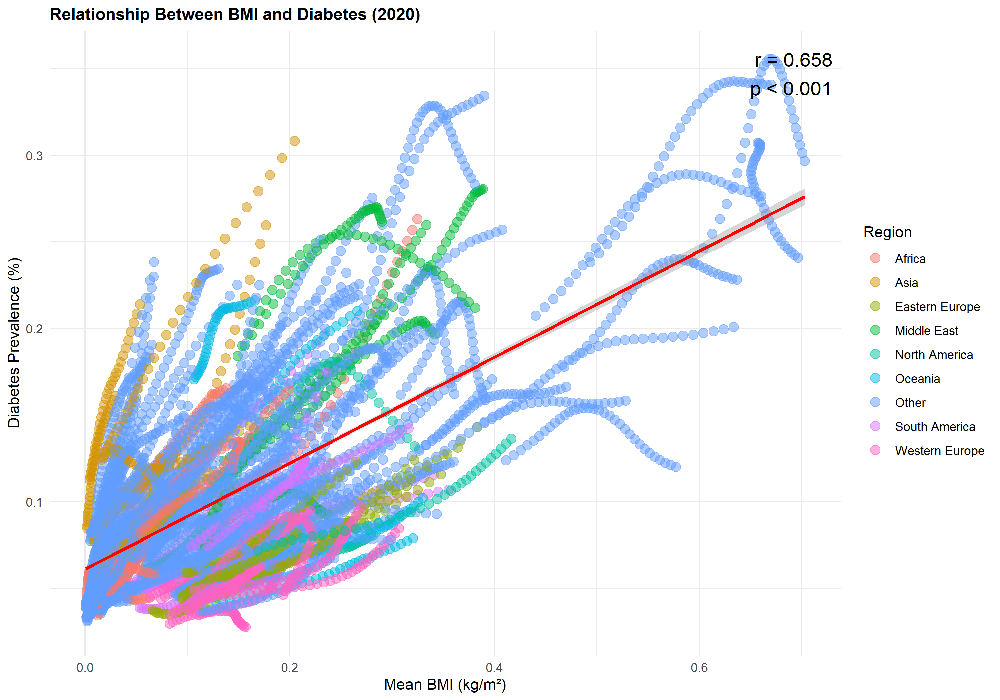 Relationship Between BMI and Diabetes (2020)
r = 0.658
p < 0.001
Diabetes Prevalence (%)
0.3
0.2
0.1
0.0
0.2
0.4
0.6
Mean BMI (kg/m²)
Region
Africa
Asia
Eastern Europe
Middle East
North America
Oceania
Other
South America
Western Europe